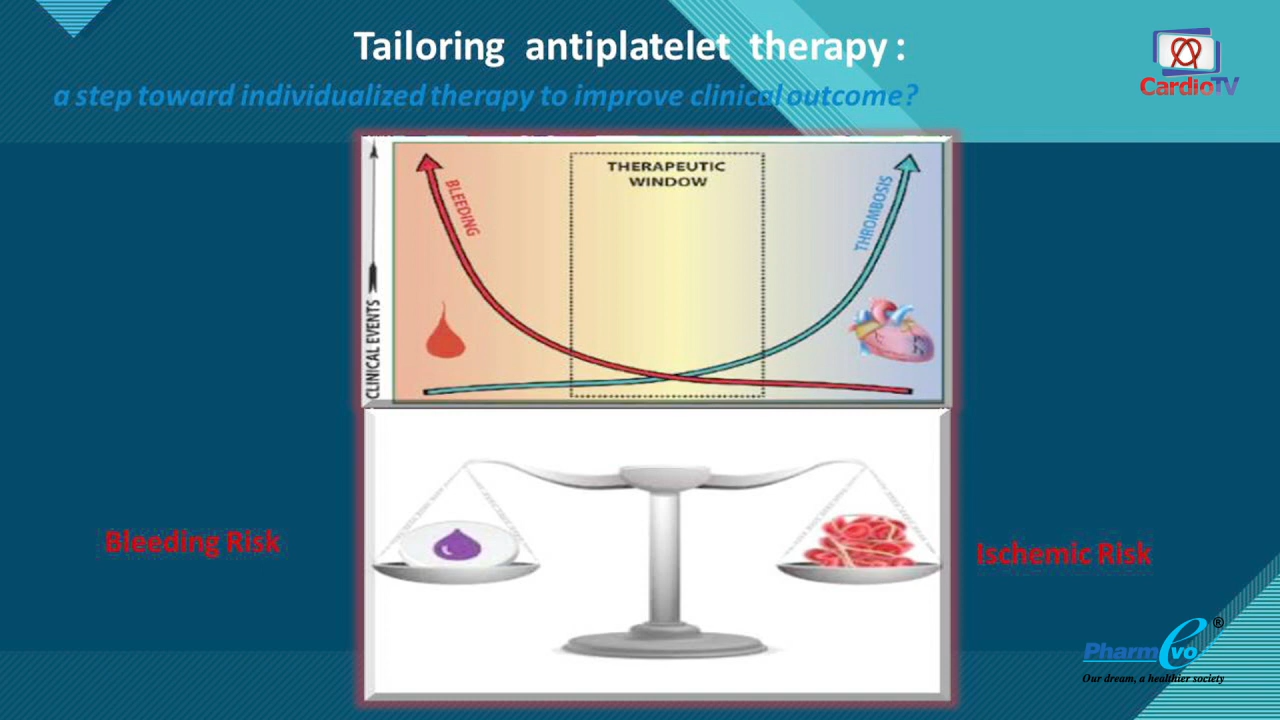 Tailoring antiplatelet therapy :
a step toward individualized therapy to improve clinical outcome?
CardioTV
THERAPEUTIC
WINDOW
BLEEDING
THROMBOSIS
CLINICAL EVENTS
Bleeding Risk
Ischemic Risk
PharmEvo®
Our dream, a healthier society